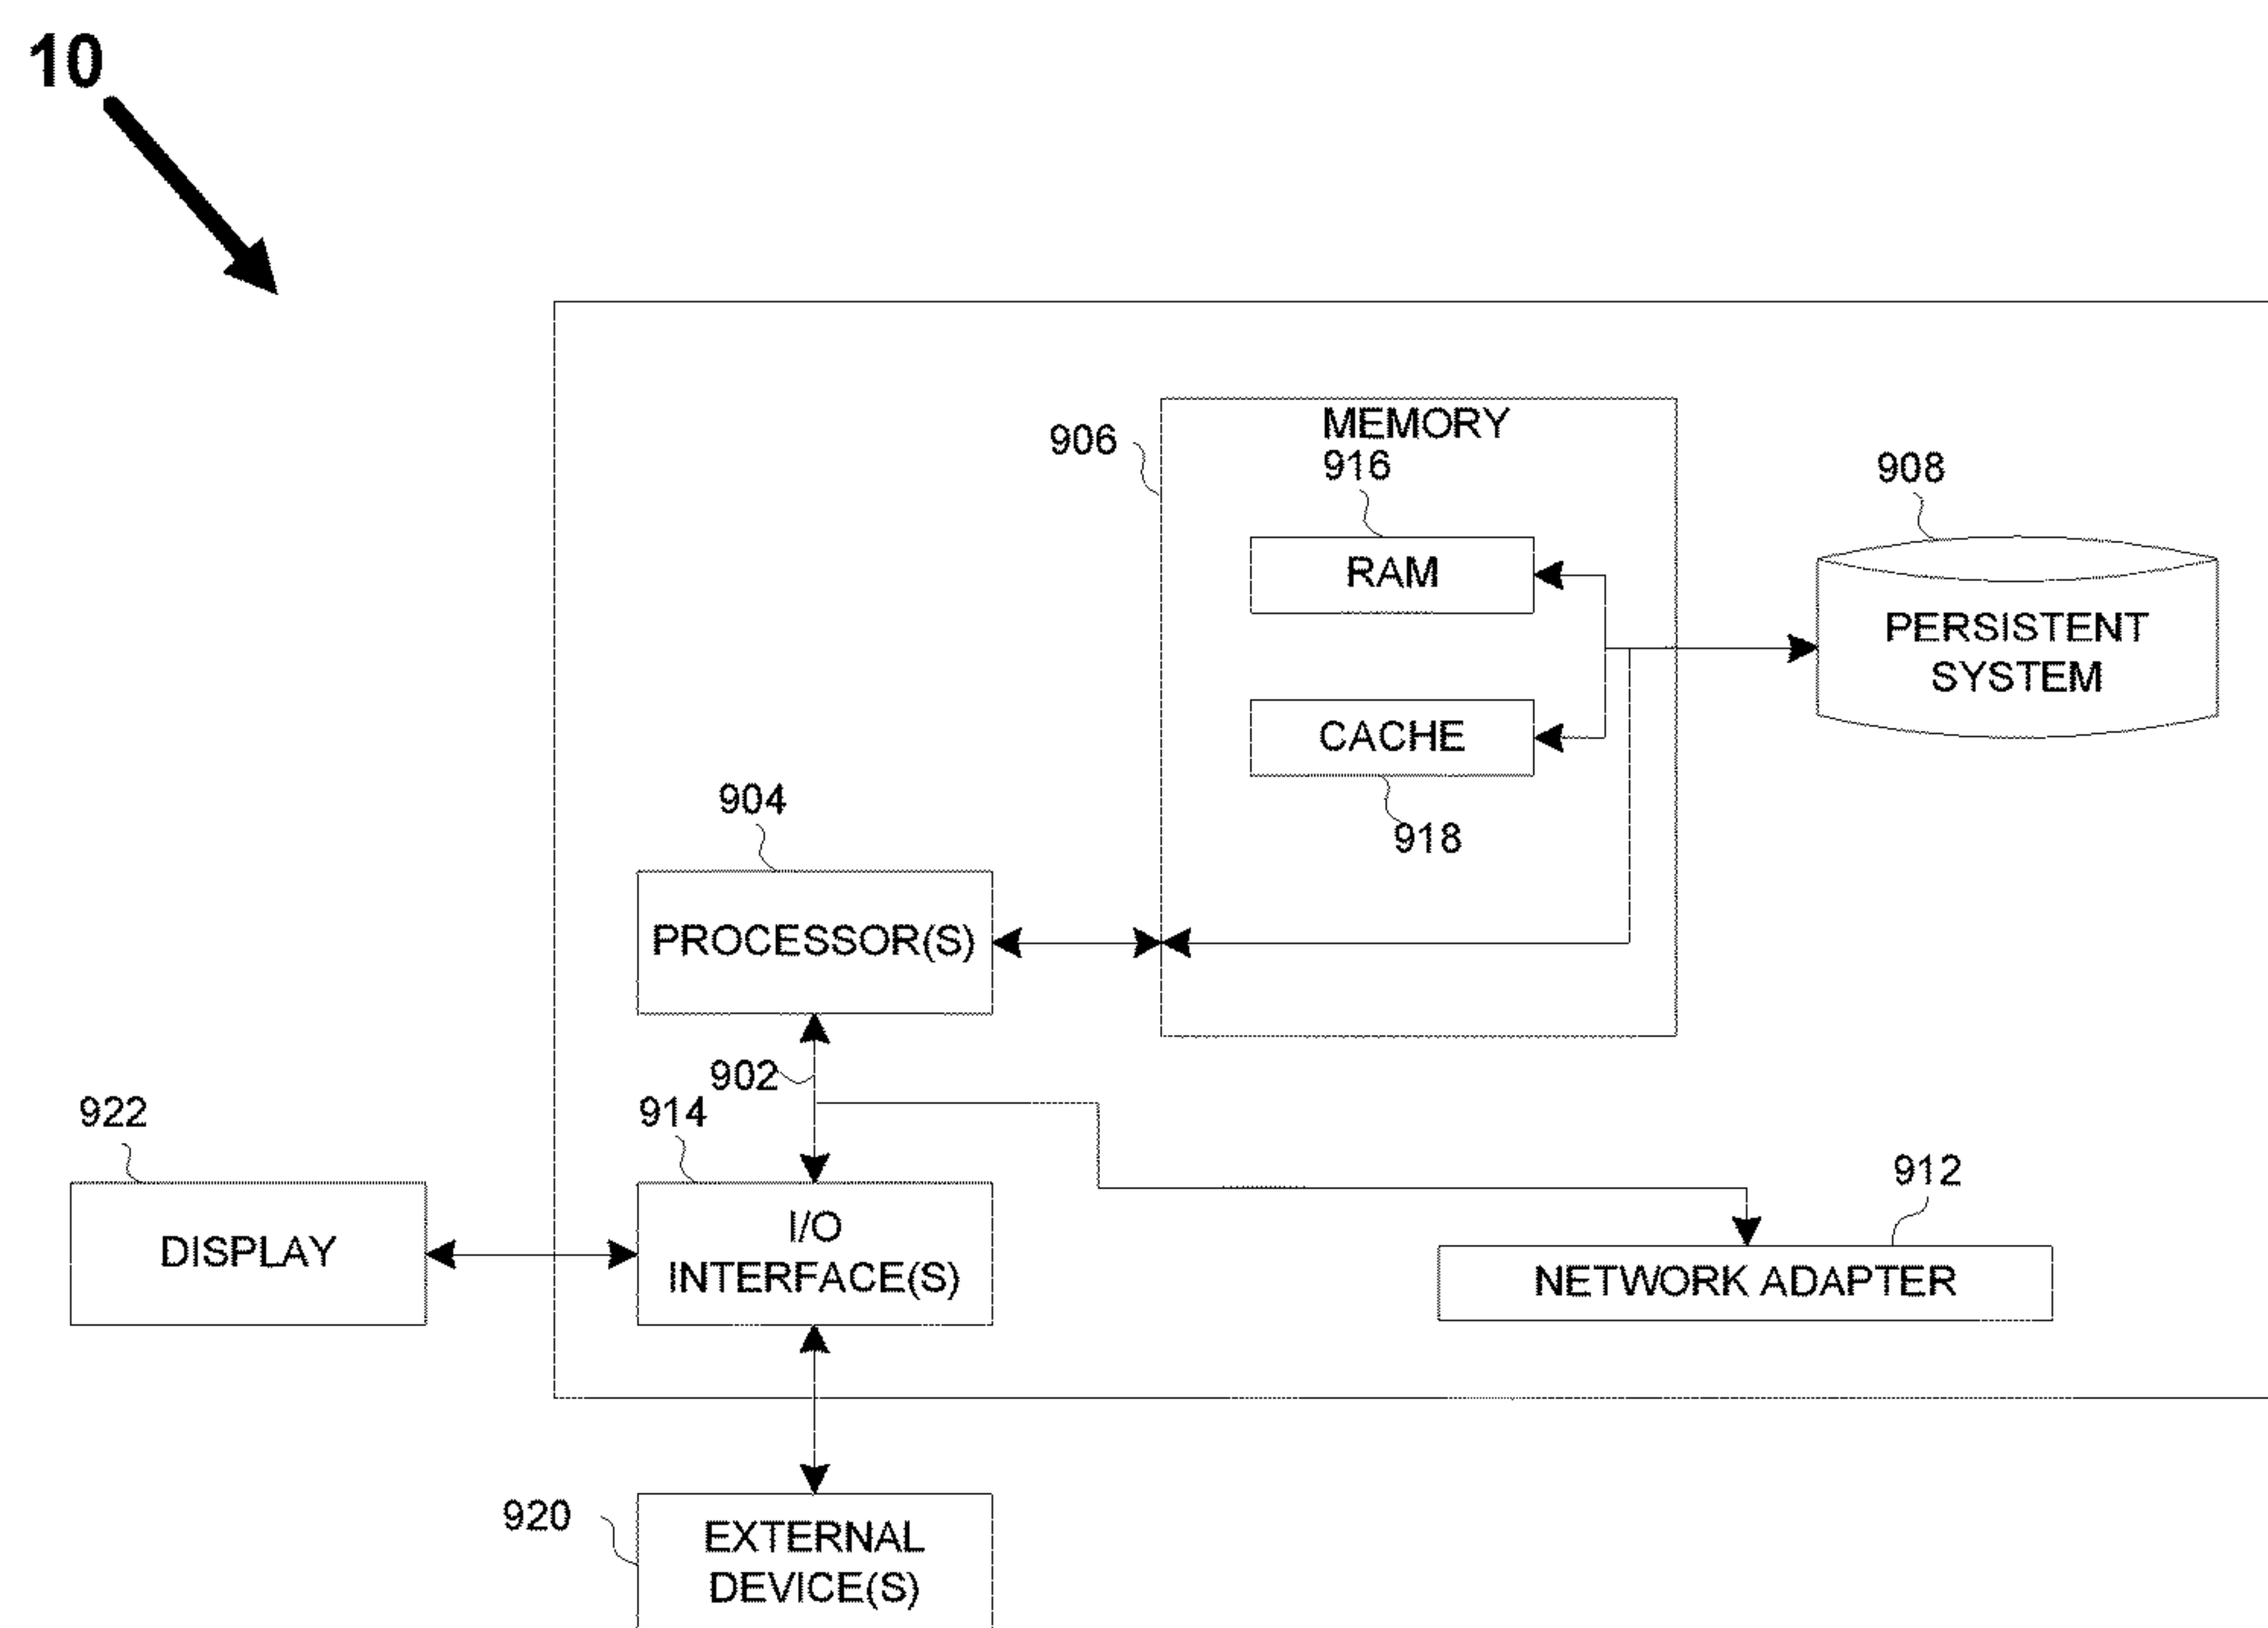 10
906
MEMORY
916
RAM
CACHE
918
908
PERSISTENT
SYSTEM
904
PROCESSOR(S)
902
922
DISPLAY
914
I/O
INTERFACE(S)
912
NETWORK ADAPTER
920
EXTERNAL
DEVICE(S)